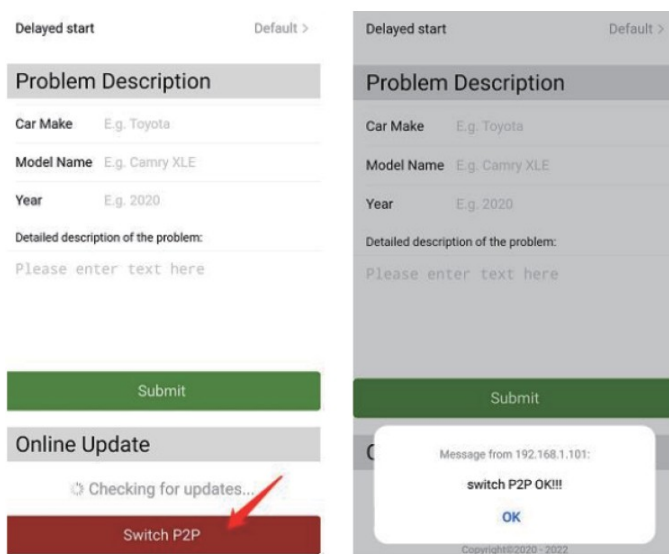 Delayed start Default >
Problem Description
Car Make E.g. Toyota
Model Name E.g. Camry XLE
Year E.g. 2020
Detailed description of the problem:
Please enter text here
Submit
Online Update
Checking for updates...
Switch P2P
Delayed start Default >
Problem Description
Car Make E.g. Toyota
Model Name E.g. Camry XLE
Year E.g. 2020
Detailed description of the problem:
Please enter text here
Submit
Message from 192.168.1.101:
switch P2P OK!!!
OK
Copyright©2020 - 2022